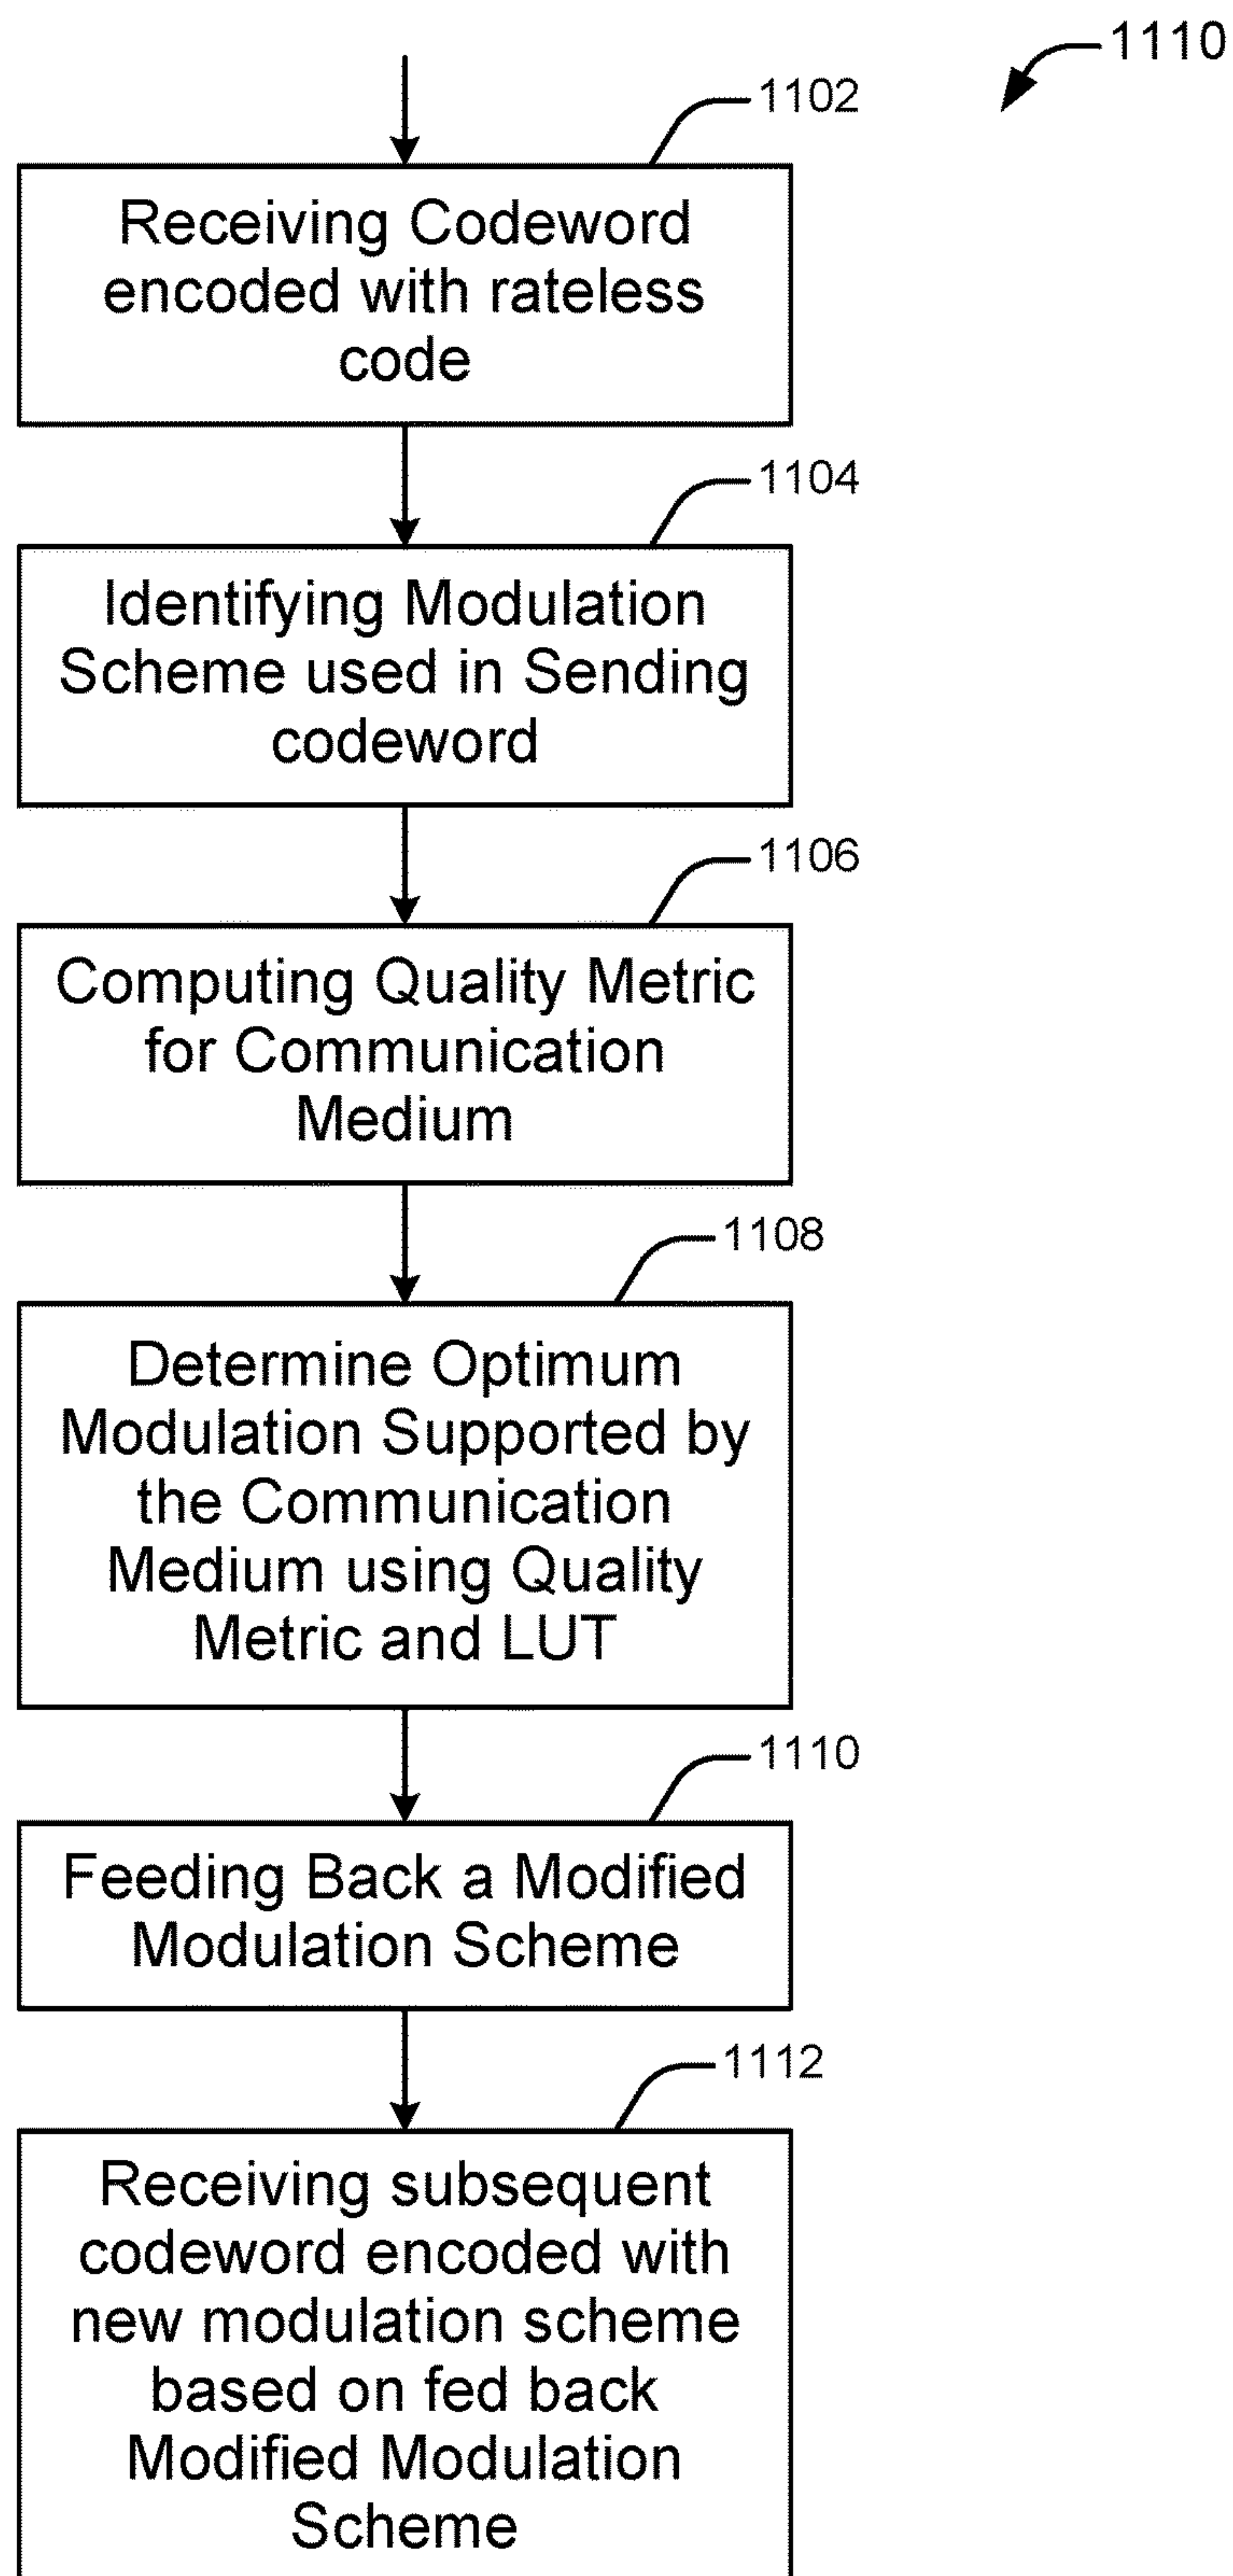 1110
1102
Receiving Codeword
encoded with rateless
code
1104
Identifying Modulation
Scheme used in Sending
codeword
1106
Computing Quality Metric
for Communication
Medium
1108
Determine Optimum
Modulation Supported by
the Communication
Medium using Quality
Metric and LUT
1110
Feeding Back a Modified
Modulation Scheme
1112
Receiving subsequent
codeword encoded with
new modulation scheme
based on fed back
Modified Modulation
Scheme